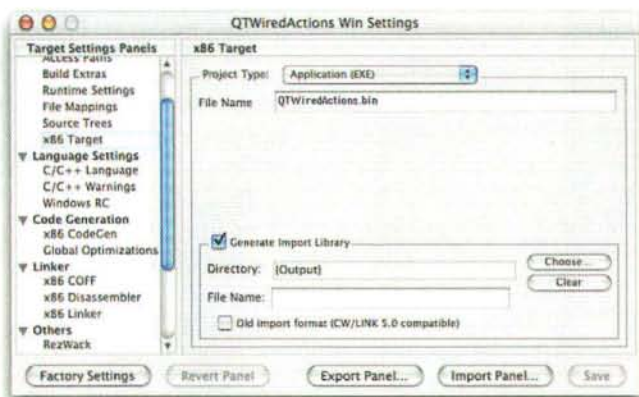 QTWiredActions Win Settings
Target Settings Panels
Access Paths
Build Extras
Runtime Settings
File Mappings
Source Trees
x86 Target
Language Settings
C/C++ Language
C/C++ Warnings
Windows RC
Code Generation
x86 CodeGen
Global Optimizations
Linker
x86 COFF
x86 Disassembler
x86 Linker
Others
RezWack
x86 Target
Project Type: Application (EXE)
File Name QTWiredActions.bin
Generate Import Library
Directory: {Output} Choose...
Clear
File Name:
Old import format (CW/LINK 5.0 compatible)
Factory Settings Revert Panel Export Panel... Import Panel... Save